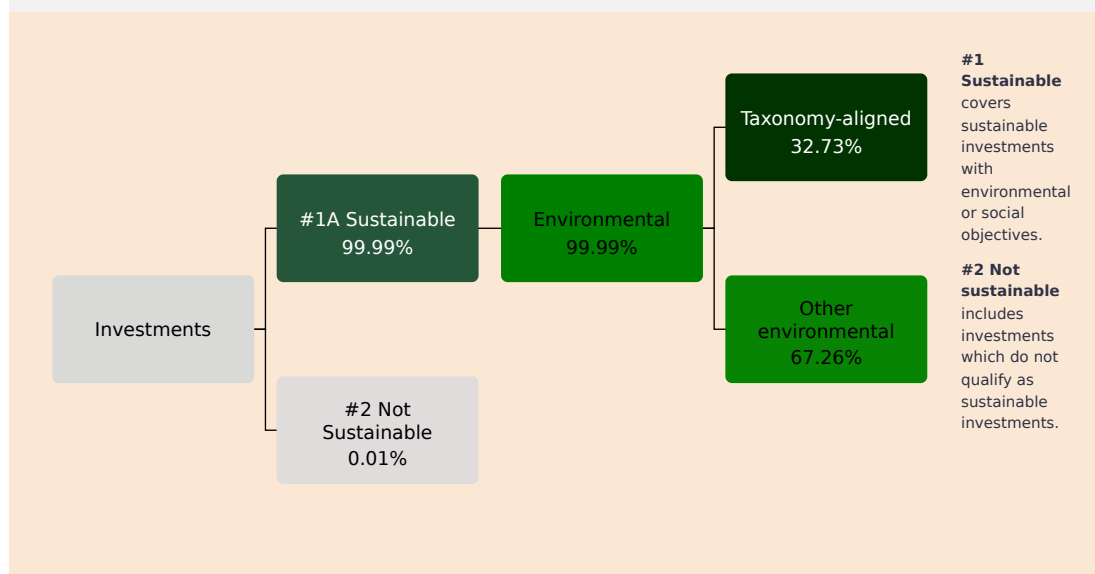 Investments
#1A Sustainable
99.99%
#2 Not
Sustainable
0.01%
Environmental
99.99%
Taxonomy-aligned
32.73%
Other
environmental
67.26%
#1
Sustainable
covers
sustainable
investments
with
environmental
or social
objectives.
#2 Not
sustainable
includes
investments
which do not
qualify as
sustainable
investments.